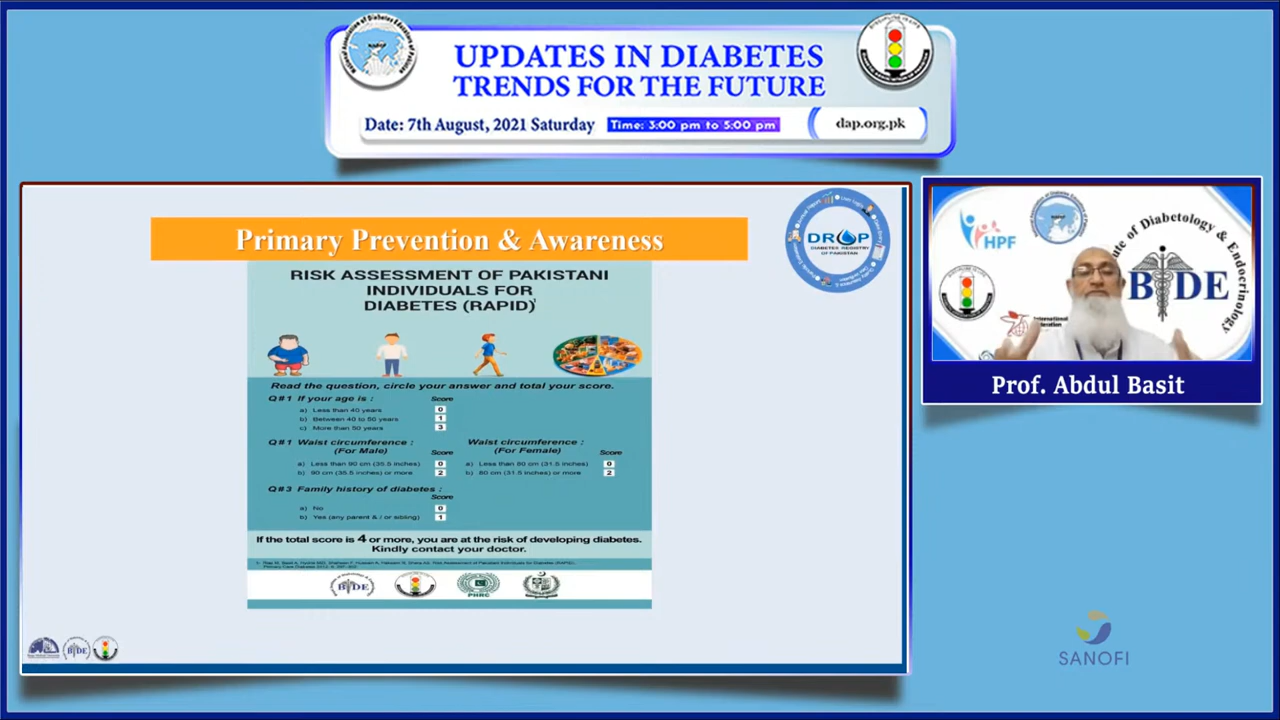 UPDATES IN DIABETES
TRENDS FOR THE FUTURE
Date: 7th August, 2021 Saturday
Time: 3:00 pm to 5:00 pm
dap.org.pk
Primary Prevention & Awareness
DROP
DIABETES REGISTRY
OF PAKISTAN
RISK ASSESSMENT OF PAKISTANI
INDIVIDUALS FOR
DIABETES (RAPID)
Read the question, circle your answer and total your score.
Q#1 If your age is : Score
a) Less than 40 years 0
b) Between 40 to 50 years 1
c) More than 50 years 3
Q#1 Waist circumference : Waist circumference :
(For Male) (For Female)
Score Score
a) Less than 90 cm (35.5 inches) 0 a) Less than 80 cm (31.5 inches) 0
b) 90 cm (35.5 inches) or more 2 b) 80 cm (31.5 inches) or more 2
Q#3 Family history of diabetes :
Score
a) No 0
b) Yes (any parent & / or sibling) 1
If the total score is 4 or more, you are at the risk of developing diabetes.
Kindly contact your doctor.
BIDE
PHRC
BIDE
HPF
of Diabetology & Endocrinology
BIDE
Prof. Abdul Basit
SANOFI